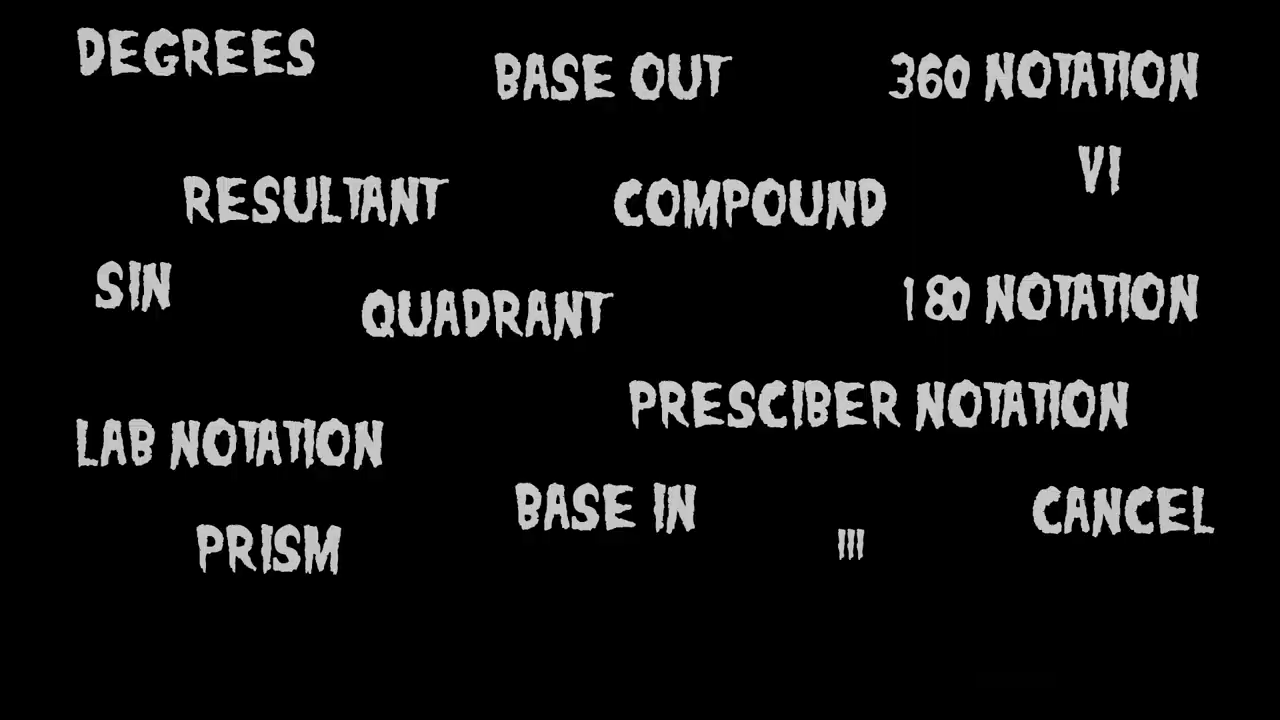 DEGREES
BASE OUT
360 NOTATION
VI
RESULTANT
COMPOUND
SIN
QUADRANT
180 NOTATION
PRESCIBER NOTATION
LAB NOTATION
BASE IN
CANCEL
PRISM
III